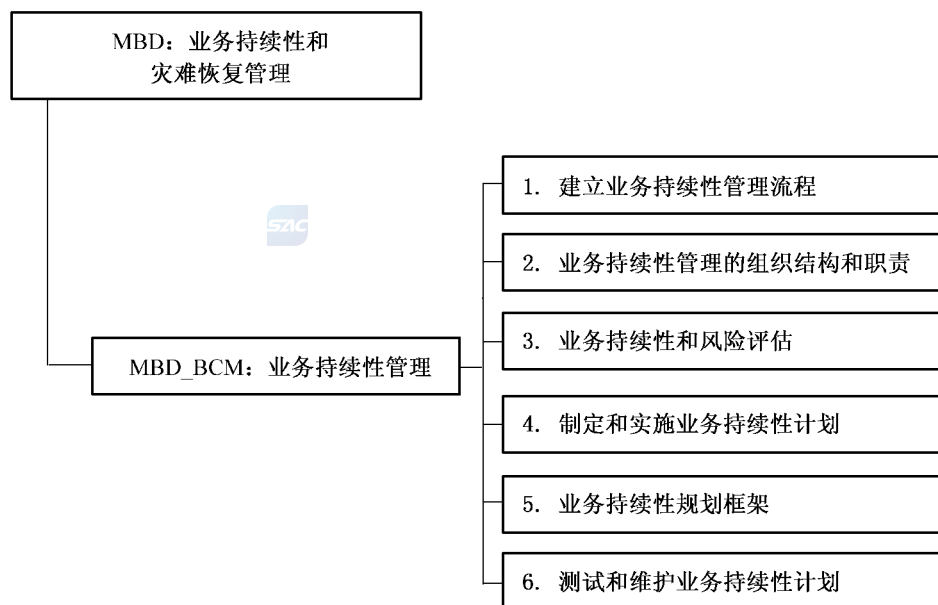 MBD：业务持续性和
灾难恢复管理
1. 建立业务持续性管理流程
SAC
2. 业务持续性管理的组织结构和职责
3. 业务持续性和风险评估
MBD_BCM：业务持续性管理
4. 制定和实施业务持续性计划
5. 业务持续性规划框架
6. 测试和维护业务持续性计划